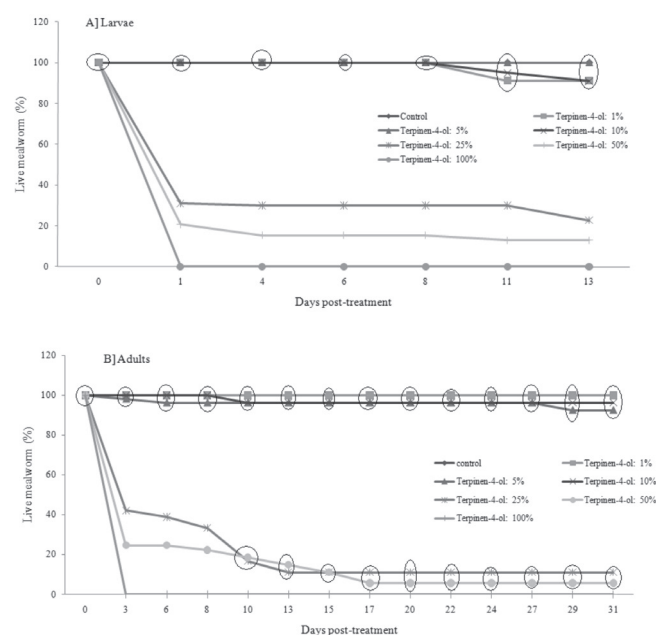 A] Larvae
120
100
80
60
40
20
0
Live mealworm (%)
Control
Terpinen-4-ol: 1%
Terpinen-4-ol: 5%
Terpinen-4-ol: 10%
Terpinen-4-ol: 25%
Terpinen-4-ol: 50%
Terpinen-4-ol: 100%
0 1 4 6 8 11 13
Days post-treatment
B] Adults
120
100
80
60
40
20
0
Live mealworm (%)
control
Terpinen-4-ol: 1%
Terpinen-4-ol: 5%
Terpinen-4-ol: 10%
Terpinen-4-ol: 25%
Terpinen-4-ol: 50%
Terpinen-4-ol: 100%
0 3 6 8 10 13 15 17 20 22 24 27 29 31
Days post-treatment